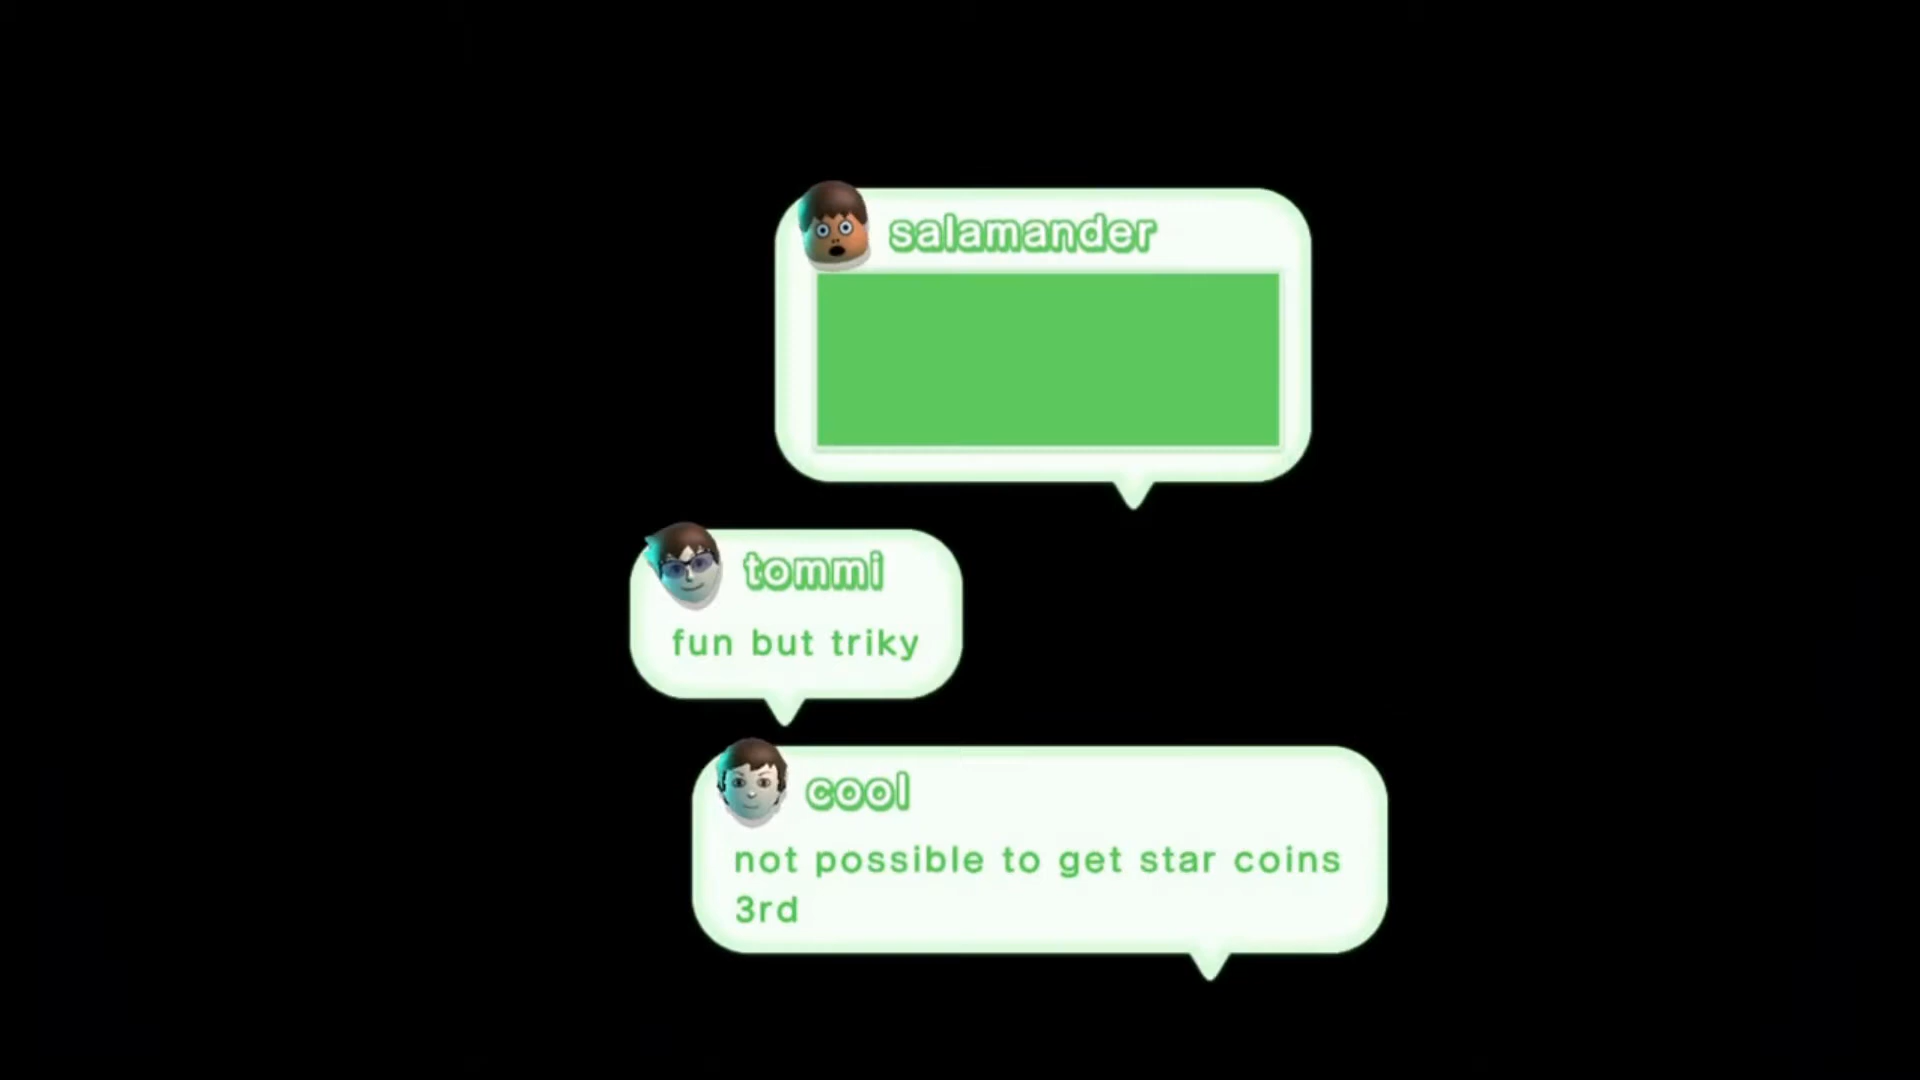 salamander
tommi
fun but triky
cool
not possible to get star coins
3rd